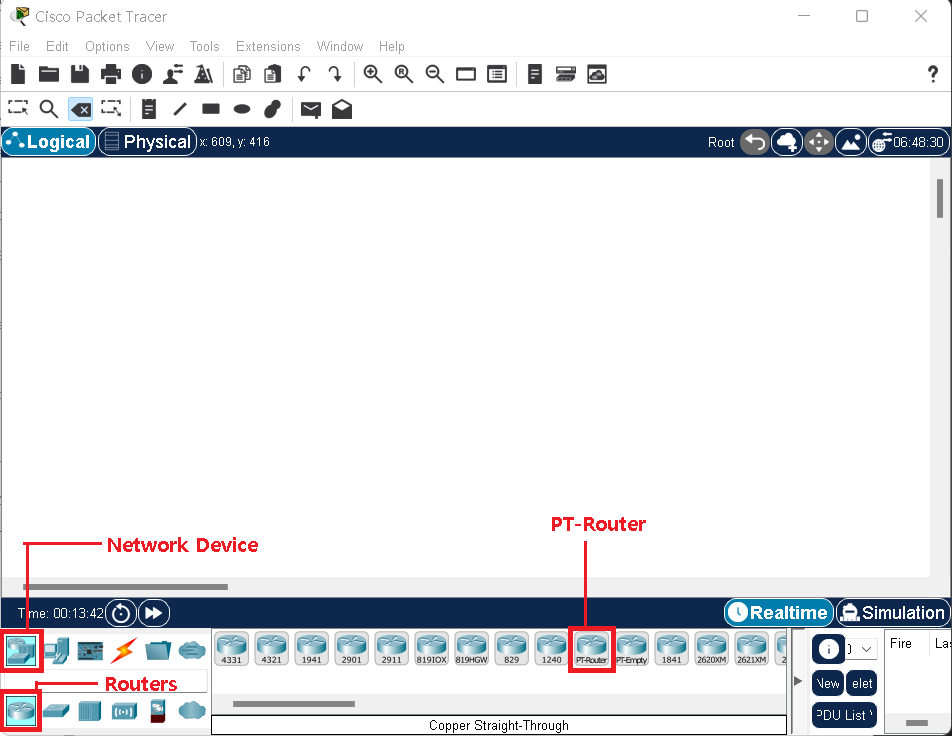 Cisco Packet Tracer
File Edit Options View Tools Extensions Window Help
Logical Physical x: 609, y: 416 Root 06:48:30
PT-Router
Network Device
Time: 00:13:42 Realtime Simulation
4331 4321 1941 2901 2911 819IOX 819HGW 829 1240 PT-Router PT-Empty 1841 2620XM 2621XM 2
Fire Las
Routers
New elet
PDU List
Copper Straight-Through